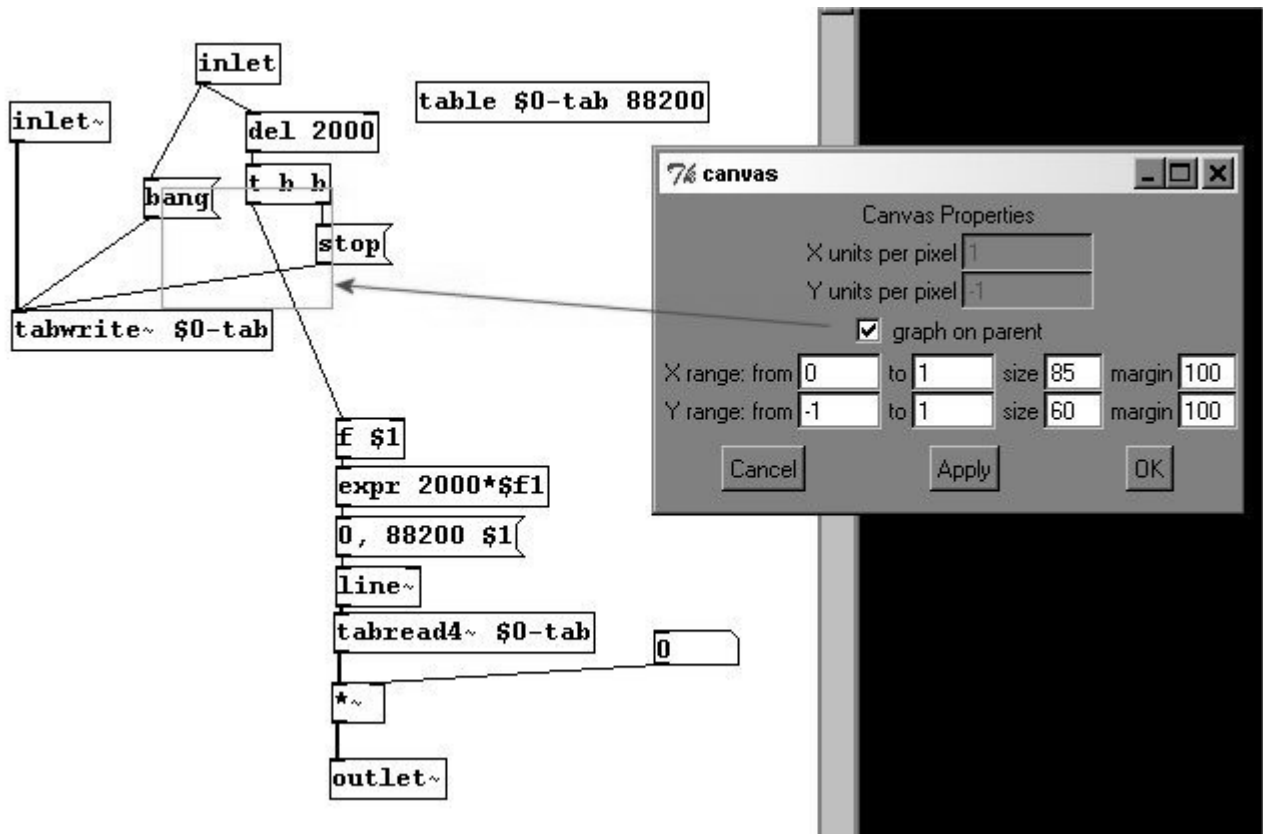 inlet
inlet~
table $0-tab 88200
del 2000
bang
t b b
stop
tabwrite~ $0-tab
f $1
expr 2000*$f1
0, 88200 $1
line~
tabread4~ $0-tab
0
*~
outlet~
7k canvas
Canvas Properties
X units per pixel 1
Y units per pixel -1
graph on parent
X range: from 0 to 1 size 85 margin 100
Y range: from -1 to 1 size 60 margin 100
Cancel Apply OK